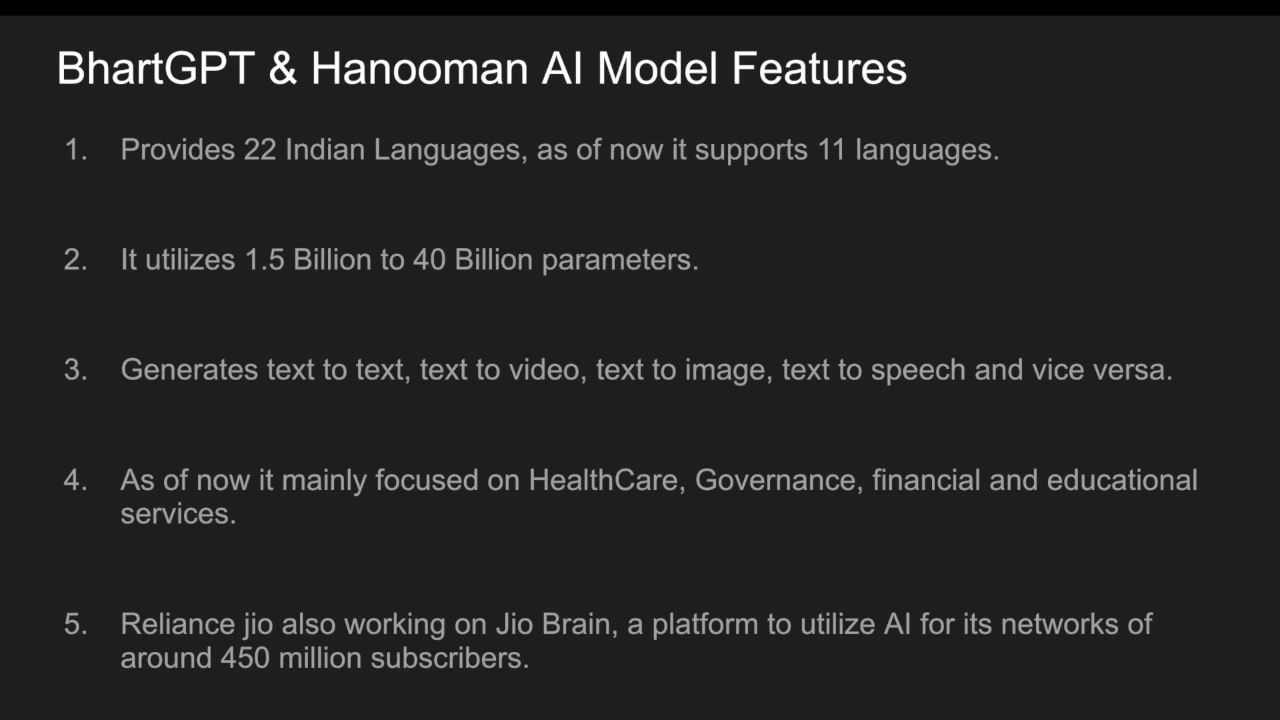 BhartGPT & Hanooman AI Model Features
1. Provides 22 Indian Languages, as of now it supports 11 languages.
2. It utilizes 1.5 Billion to 40 Billion parameters.
3. Generates text to text, text to video, text to image, text to speech and vice versa.
4. As of now it mainly focused on HealthCare, Governance, financial and educational
services.
5. Reliance jio also working on Jio Brain, a platform to utilize AI for its networks of
around 450 million subscribers.